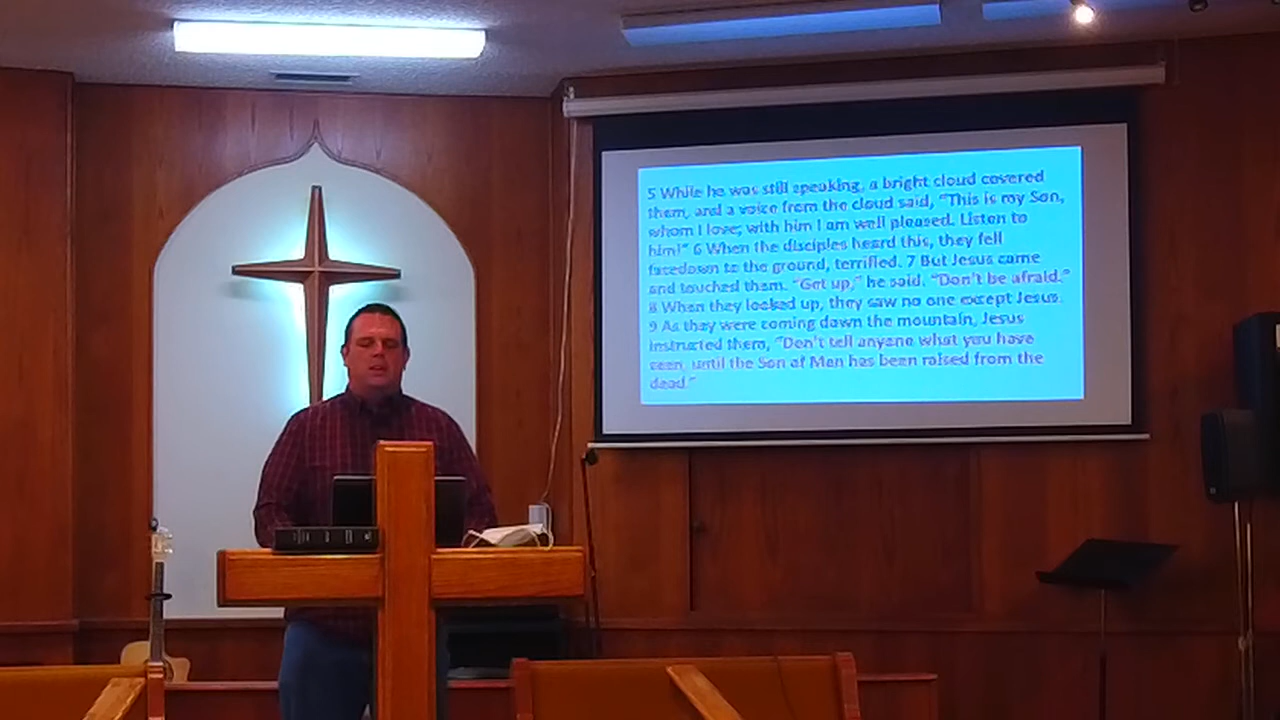 5 While he was still speaking, a bright cloud covered
them, and a voice from the cloud said, “This is my Son,
whom I love; with him I am well pleased. Listen to
him!” 6 When the disciples heard this, they fell
facedown to the ground, terrified. 7 But Jesus came
and touched them. “Get up,” he said. “Don’t be afraid.”
8 When they looked up, they saw no one except Jesus.
9 As they were coming down the mountain, Jesus
instructed them, “Don’t tell anyone what you have
seen, until the Son of Man has been raised from the
dead.”